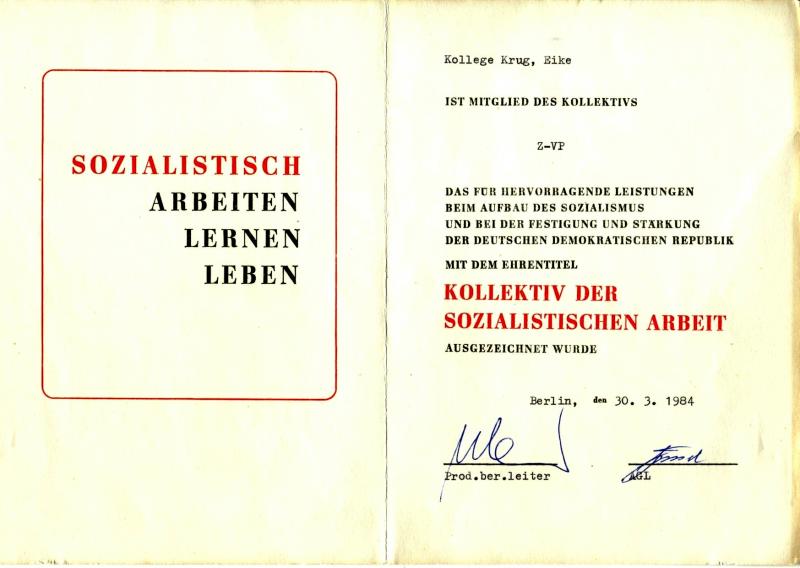 SOZIALISTISCH
ARBEITEN
LERNEN
LEBEN
Kollege Krug, Eike
IST MITGLIED DES KOLLEKTIVS
Z-VP
DAS FÜR HERVORRAGENDE LEISTUNGEN
BEIM AUFBAU DES SOZIALISMUS
UND BEI DER FESTIGUNG UND STÄRKUNG
DER DEUTSCHEN DEMOKRATISCHEN REPUBLIK
MIT DEM EHRENTITEL
KOLLEKTIV DER
SOZIALISTISCHEN ARBEIT
AUSGEZEICHNET WURDE
Berlin, den 30. 3. 1984
Prod.ber.leiter AGL